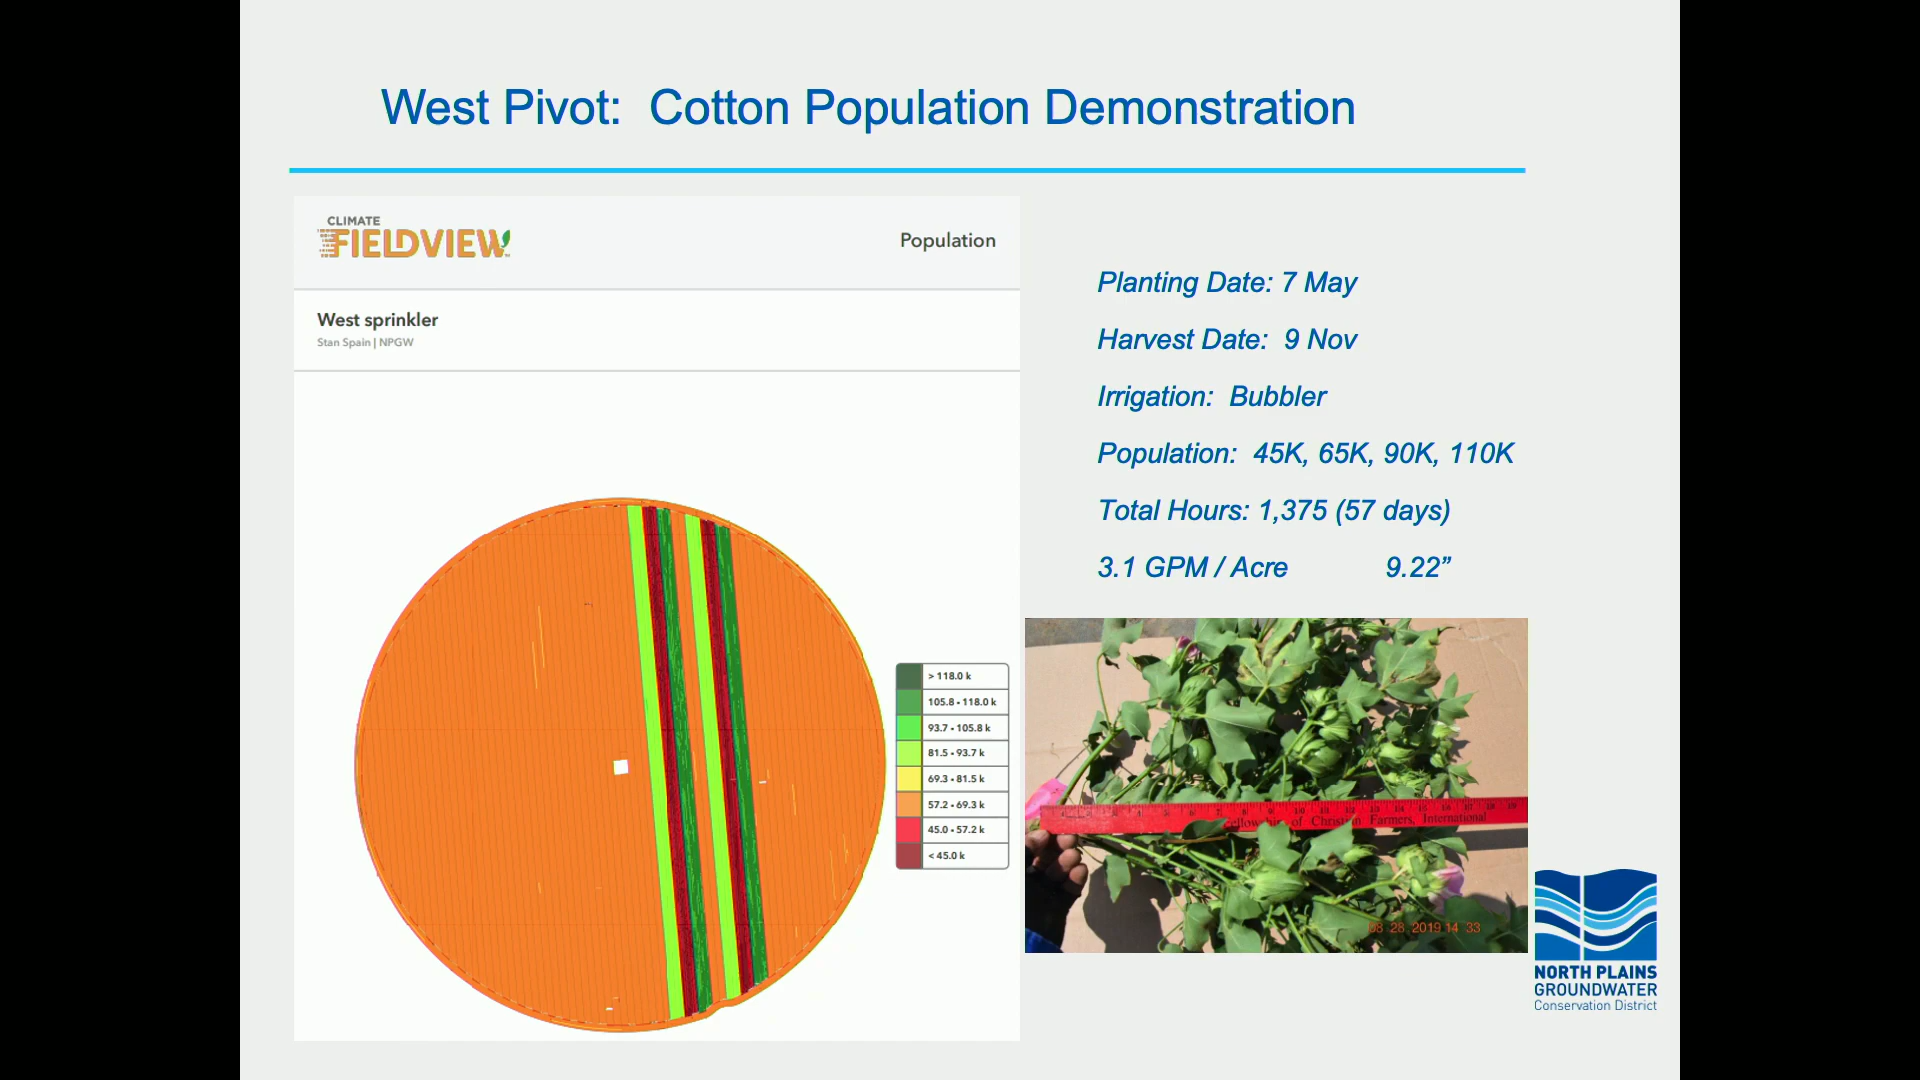 West Pivot: Cotton Population Demonstration
CLIMATE
FIELDVIEW
Population
West sprinkler
Stan Spain | NPGW
> 118.0 k
105.8 - 118.0 k
93.7 - 105.8 k
81.5 - 93.7 k
69.3 - 81.5 k
57.2 - 69.3 k
45.0 - 57.2 k
< 45.0 k
Planting Date: 7 May
Harvest Date: 9 Nov
Irrigation: Bubbler
Population: 45K, 65K, 90K, 110K
Total Hours: 1,375 (57 days)
3.1 GPM / Acre 9.22”
Fellowship of Christian Farmers, International
08 28 2019 14 33
NORTH PLAINS
GROUNDWATER
Conservation District